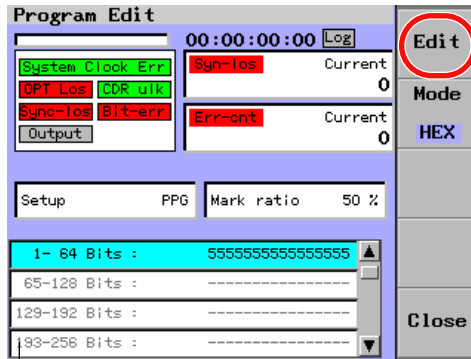 Program Edit
00:00:00:00 Log
Edit
System Clock Err
OPT Los CDR ulk
Sync-los Bit-err
Output
Syn-los Current
0
Err-cnt Current
0
Mode
HEX
Setup PPG Mark ratio 50 %
1- 64 Bits : 5555555555555555
65-128 Bits : ----------------
129-192 Bits : ----------------
193-256 Bits : ----------------
Close